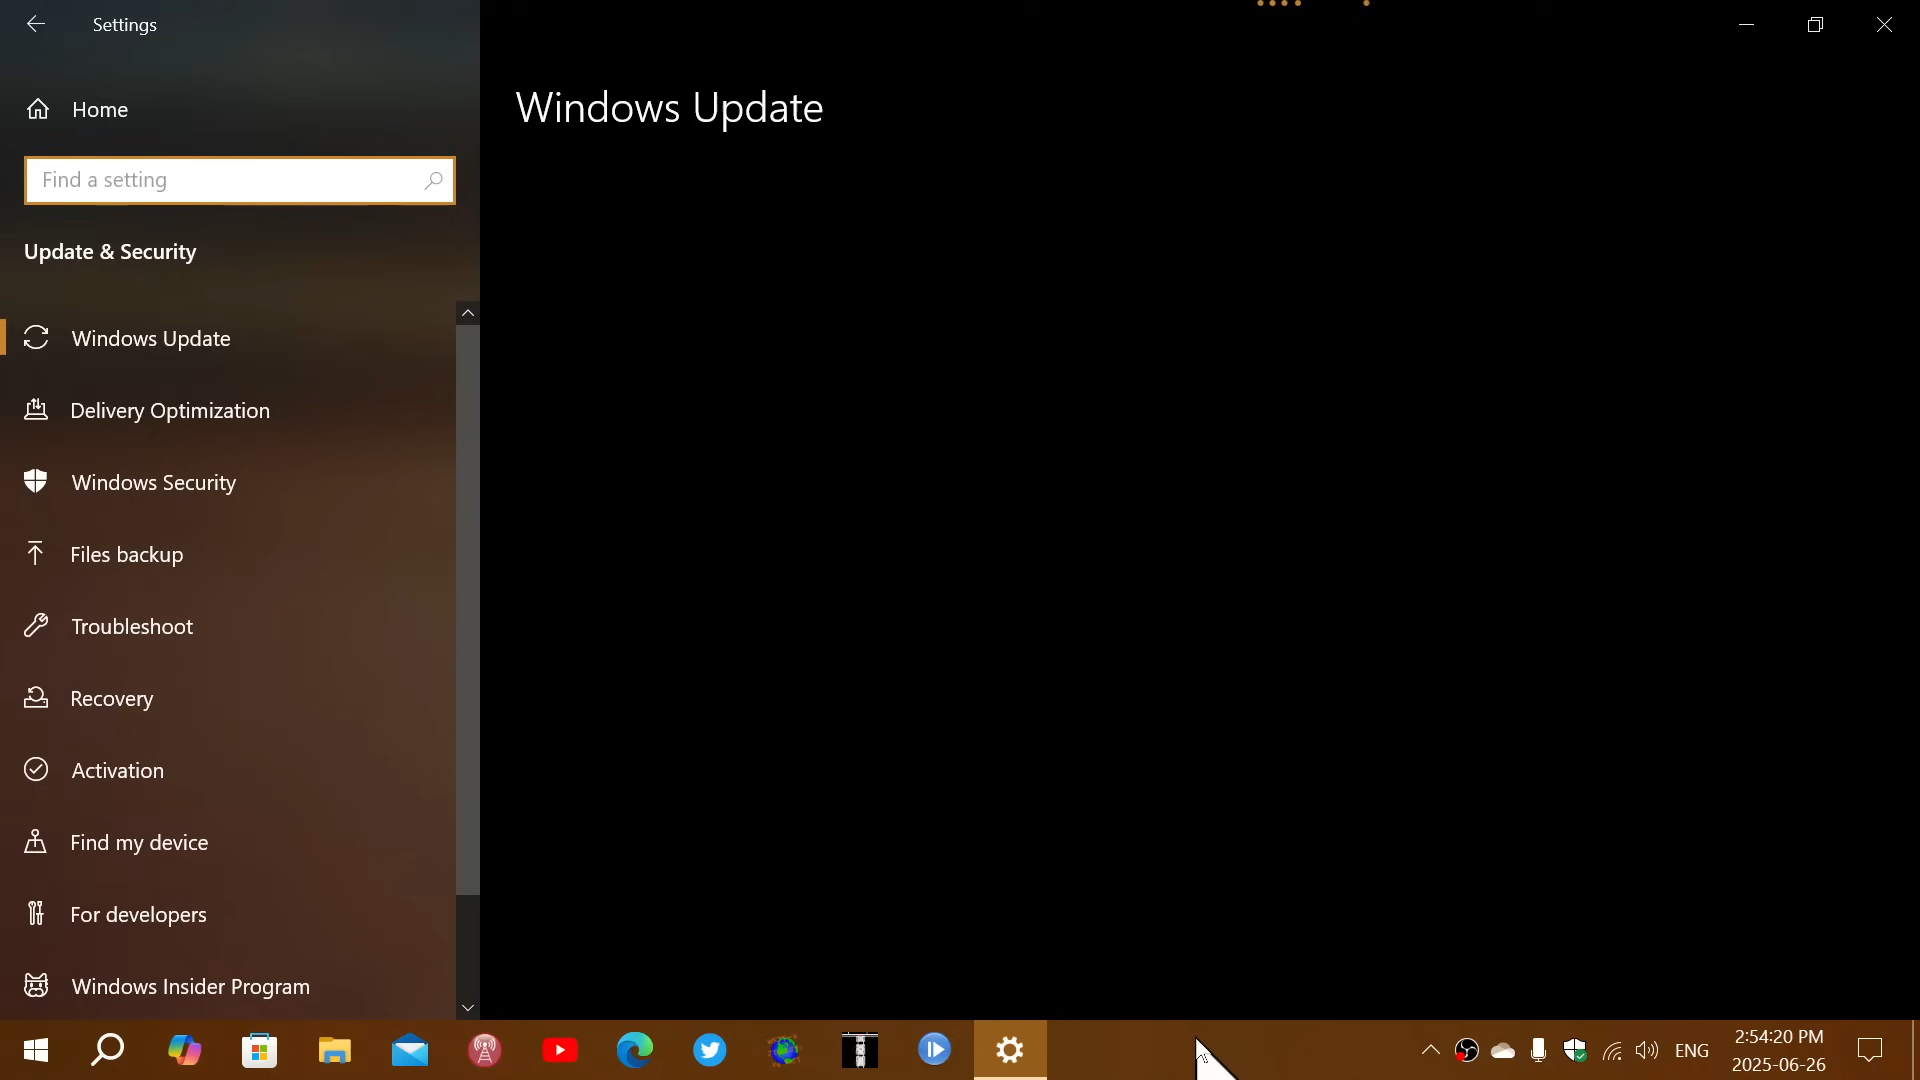 Settings
Home
Find a setting
Update & Security
Windows Update
Delivery Optimization
Windows Security
Files backup
Troubleshoot
Recovery
Activation
Find my device
For developers
Windows Insider Program
Windows Update
ENG
2:54:20 PM
2025-06-26